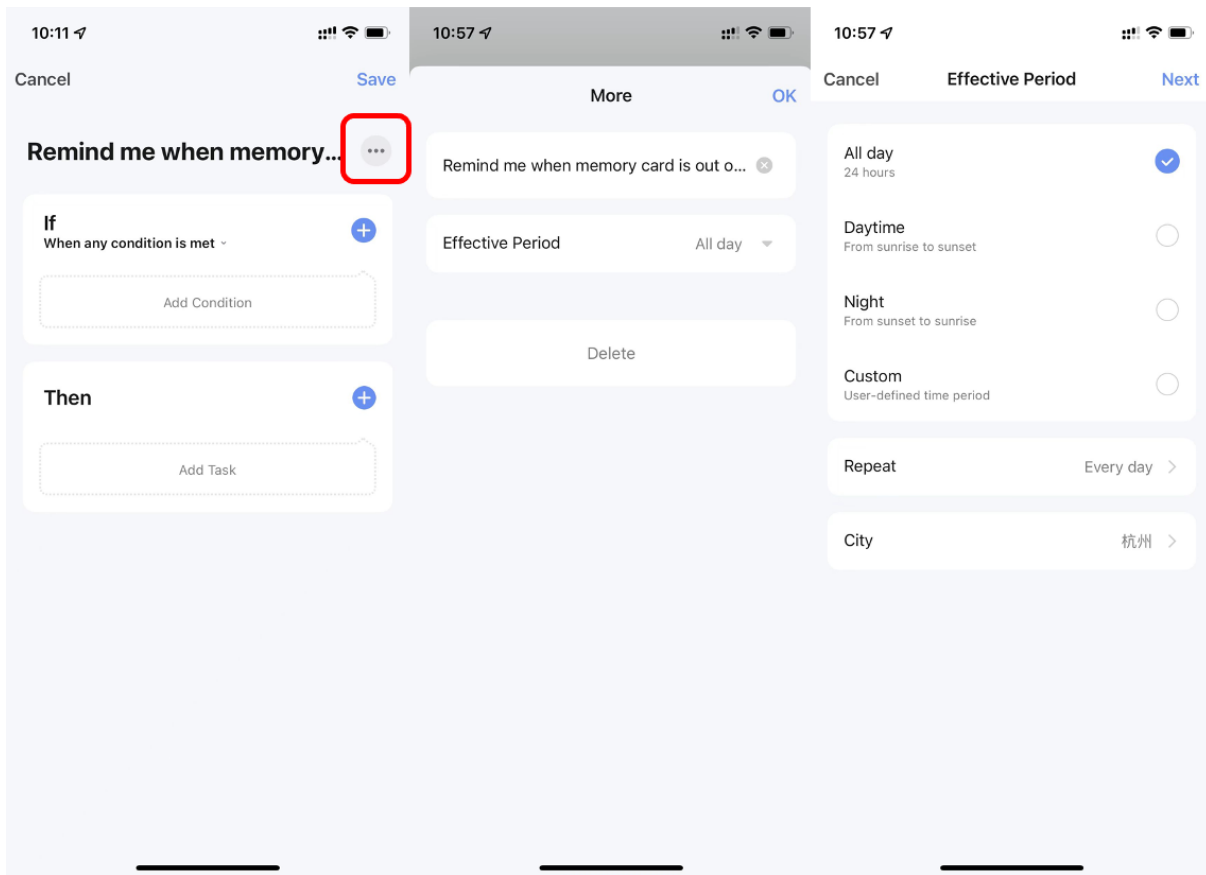 10:11
Cancel
Save
Remind me when memory...
If
When any condition is met
Add Condition
Then
Add Task
10:57
More
OK
Remind me when memory card is out o...
Effective Period
All day
Delete
10:57
Cancel
Effective Period
Next
All day
24 hours
Daytime
From sunrise to sunset
Night
From sunset to sunrise
Custom
User-defined time period
Repeat
Every day
City
杭州